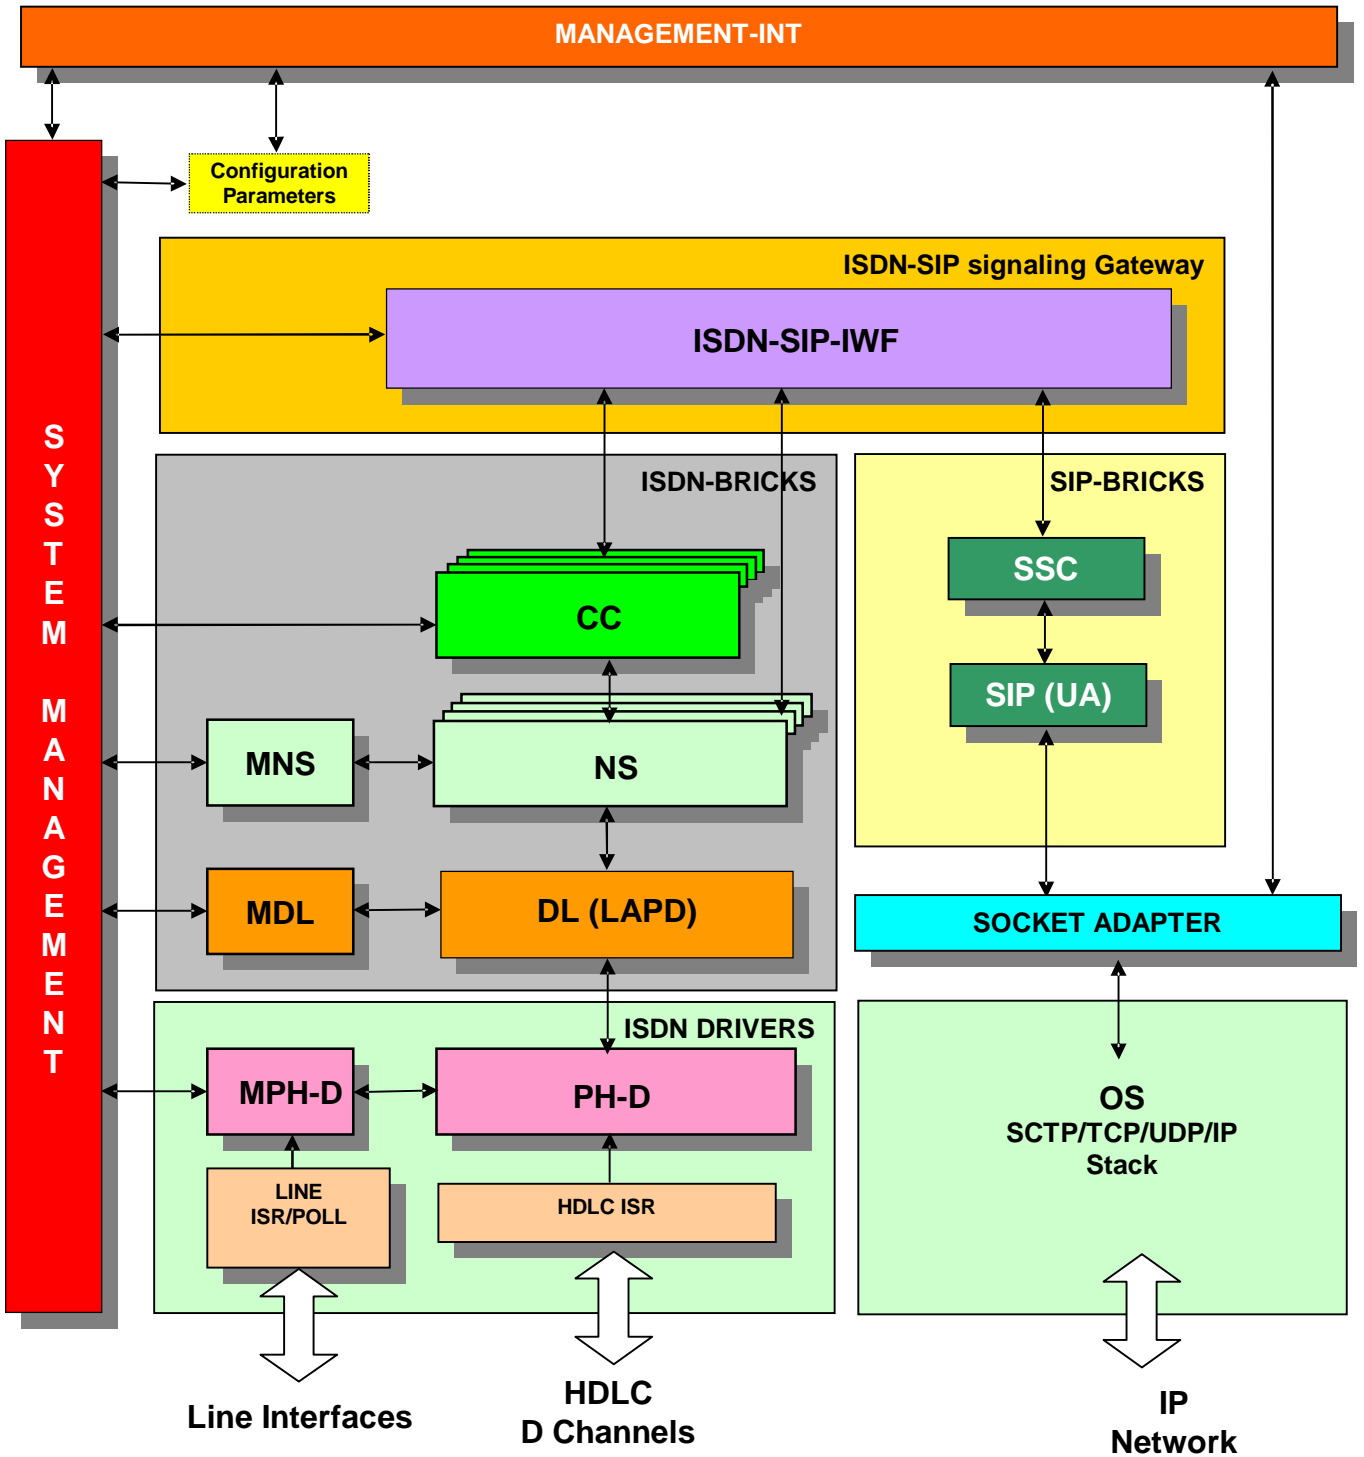 MANAGEMENT-INT
Configuration
Parameters
ISDN-SIP signaling Gateway
ISDN-SIP-IWF
SYSTEM MANAGEMENT
ISDN-BRICKS
SIP-BRICKS
SSC
CC
SIP (UA)
MNS
NS
MDL
DL (LAPD)
SOCKET ADAPTER
ISDN DRIVERS
MPH-D
PH-D
OS
SCTP/TCP/UDP/IP
Stack
LINE
ISR/POLL
HDLC ISR
Line Interfaces
HDLC
D Channels
IP
Network